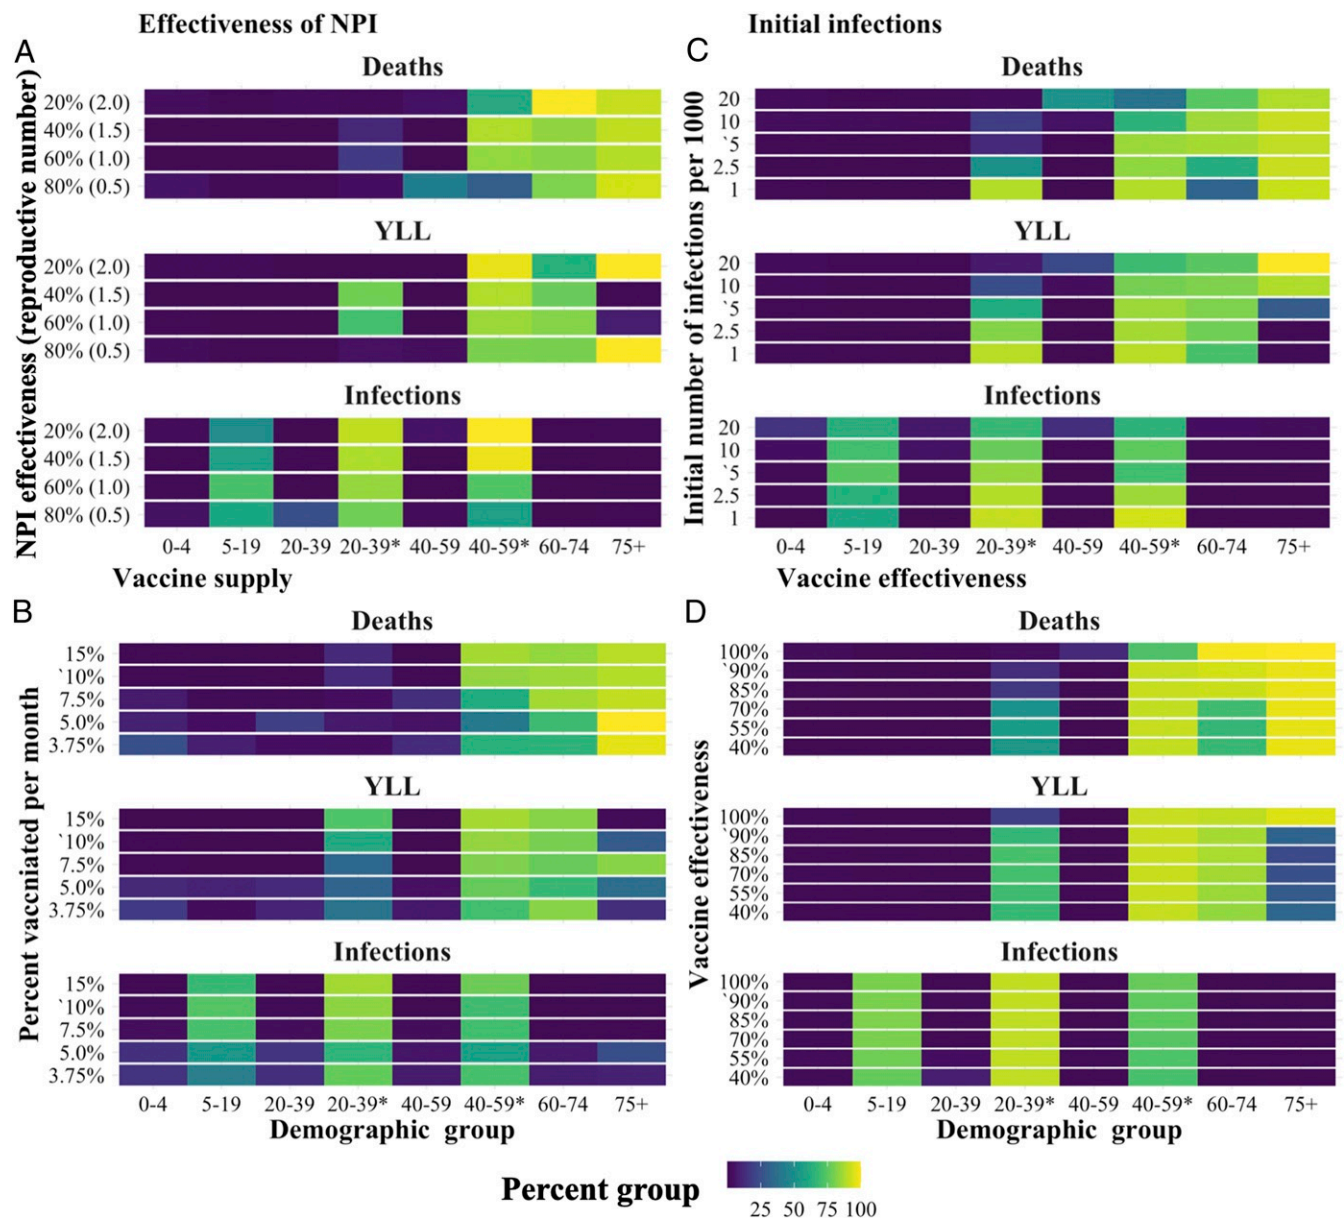 Effectiveness of NPI
A
NPI effectiveness (reproductive number)
Deaths
20% (2.0)
40% (1.5)
60% (1.0)
80% (0.5)
YLL
20% (2.0)
40% (1.5)
60% (1.0)
80% (0.5)
Infections
20% (2.0)
40% (1.5)
60% (1.0)
80% (0.5)
0-4 5-19 20-39 20-39* 40-59 40-59* 60-74 75+
Initial infections
C
Initial number of infections per 1000
Deaths
20
10
`5
2.5
1
YLL
20
10
`5
2.5
1
Infections
20
10
`5
2.5
1
0-4 5-19 20-39 20-39* 40-59 40-59* 60-74 75+
Vaccine supply
B
Percent vaccniated per month
Deaths
15%
`10%
7.5%
5.0%
3.75%
YLL
15%
`10%
7.5%
5.0%
3.75%
Infections
15%
`10%
7.5%
5.0%
3.75%
0-4 5-19 20-39 20-39* 40-59 40-59* 60-74 75+
Demographic group
Vaccine effectiveness
D
Vaccine effectiveness
Deaths
100%
`90%
85%
70%
55%
40%
YLL
100%
`90%
85%
70%
55%
40%
Infections
100%
`90%
85%
70%
55%
40%
0-4 5-19 20-39 20-39* 40-59 40-59* 60-74 75+
Demographic group
Percent group
25 50 75 100